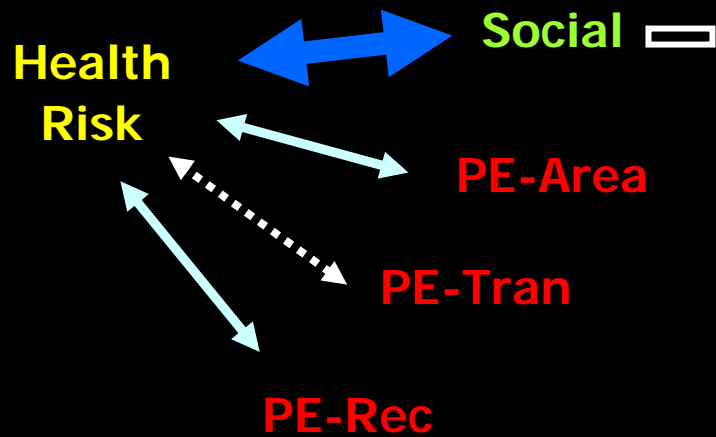 Social
Health
Risk
PE-Area
PE-Tran
PE-Rec